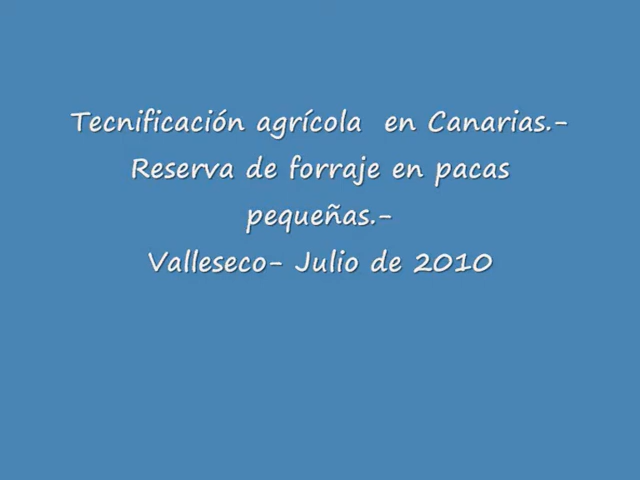 Tecnificación agrícola en Canarias.-
Reserva de forraje en pacas
pequeñas.-
Valleseco- Julio de 2010